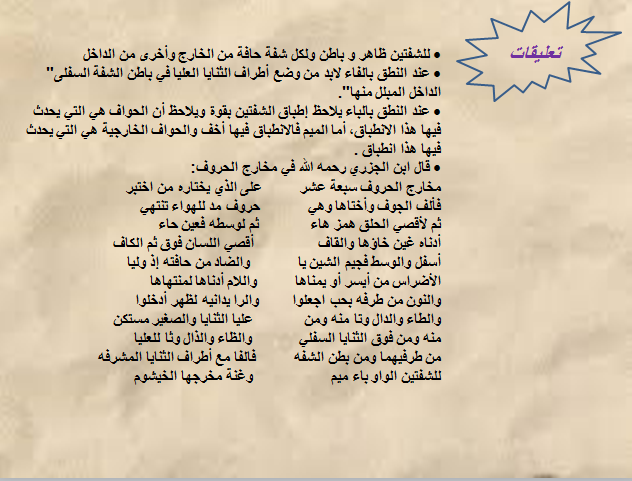 تعليقات
● للشفتين ظاهر و باطن ولكل شفة حافة من الخارج وأخرى من الداخل
● عند النطق بالفاء لابد من وضع أطراف الثنايا العليا في باطن الشفة السفلى"
الداخل المبلل منها".
● عند النطق بالباء يلاحظ إطباق الشفتين بقوة ويلاحظ أن الحواف هي التي يحدث
فيها هذا الانطباق، أما الميم فالانطباق فيها أخف والحواف الخارجية هي التي يحدث
فيها هذا انطباق .
● قال ابن الجزري رحمه الله في مخارج الحروف:
مخارج الحروف سبعة عشر على الذي يختاره من اختبر
فألف الجوف وأختاها وهي حروف مد للهواء تنتهي
ثم لأقصي الحلق همز هاء ثم لوسطه فعين حاء
أدناه غين خاؤها والقاف أقصي اللسان فوق ثم الكاف
أسفل والوسط فجيم الشين يا والضاد من حافته إذ وليا
الأضراس من أيسر أو يمناها واللام أدناها لمنتهاها
والنون من طرفه بحب اجعلوا والرا يدانيه لظهر أدخلوا
والطاء والدال وتا منه ومن عليا الثنايا والصغير مستكن
منه ومن فوق الثنايا السفلي والظاء والذال وثا للعليا
من طرفيهما ومن بطن الشفه فالفا مع أطراف الثنايا المشرفه
للشفتين الواو باء ميم وغنة مخرجها الخيشوم